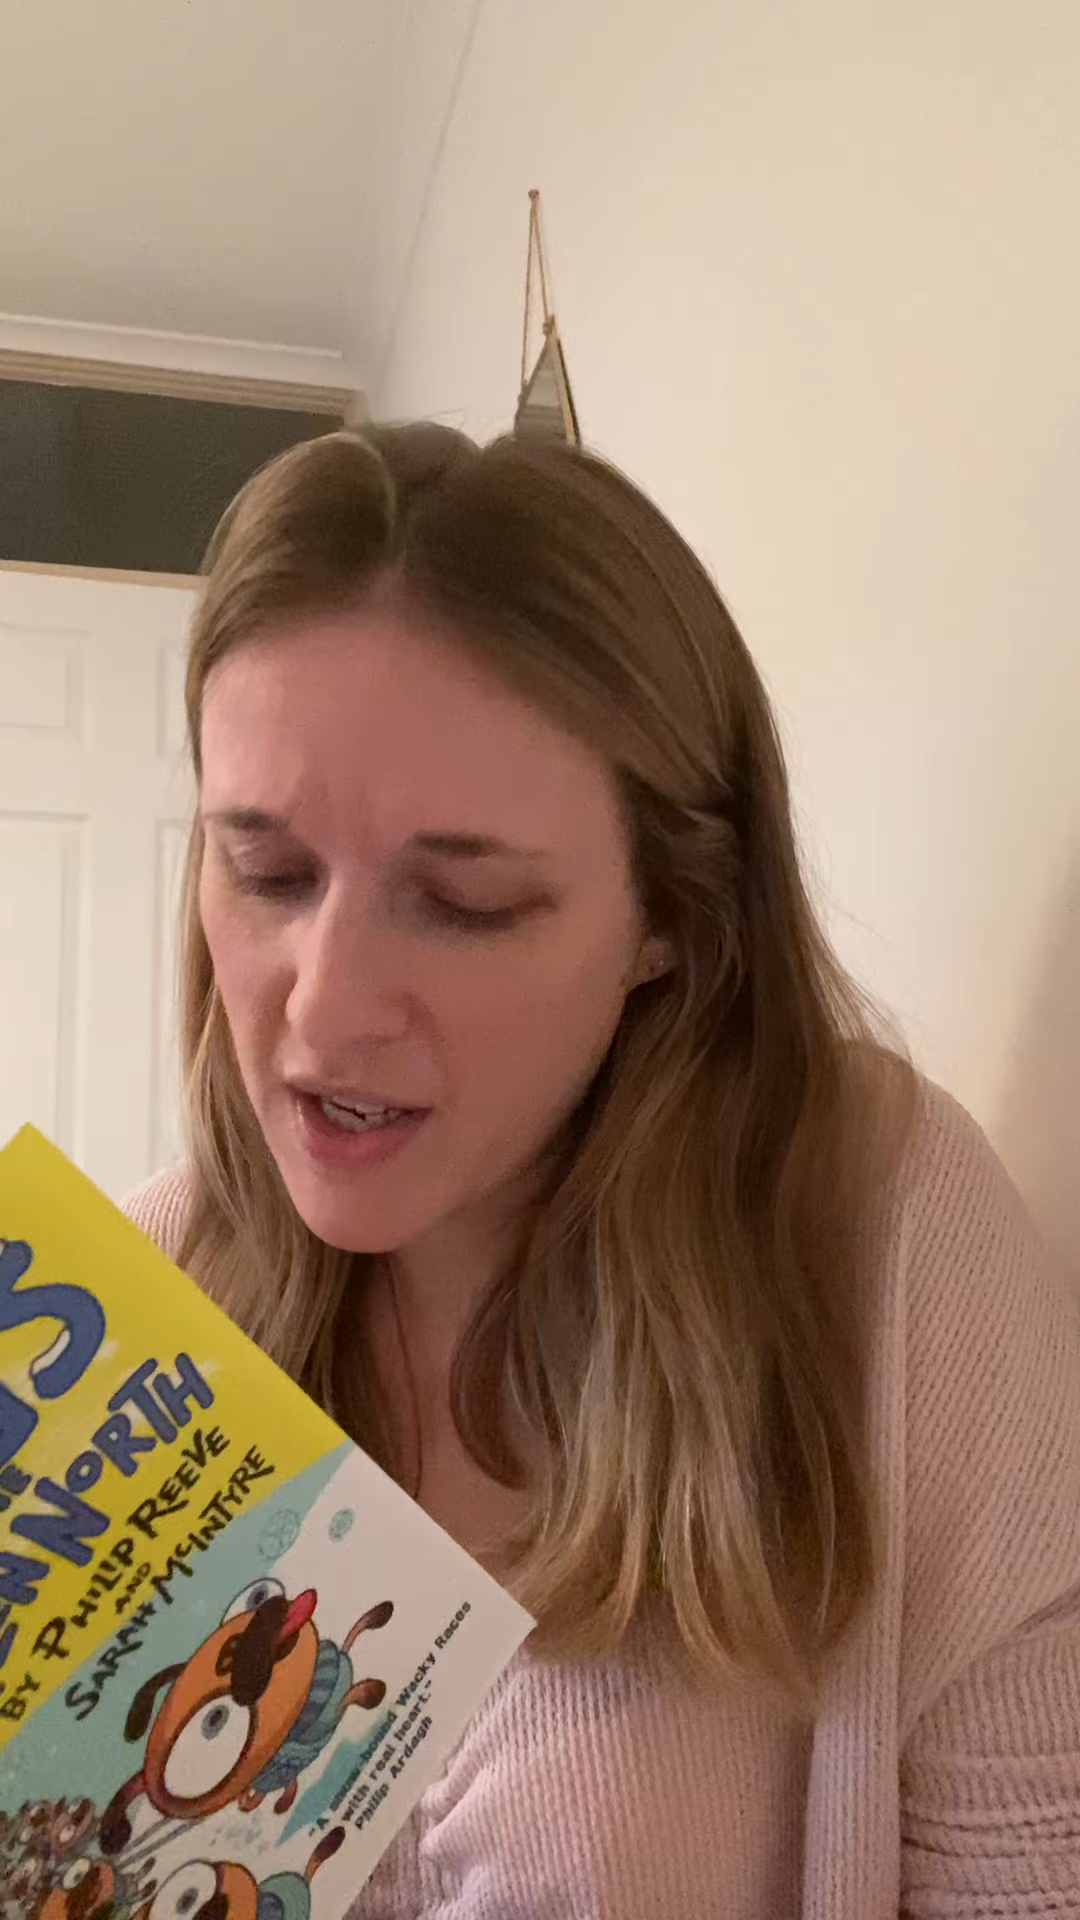 NORTH
BY PHILIP REEVE
AND
SARAH McINTYRE
"A snow-bound Wacky Races
with real heart."
Philip Ardagh